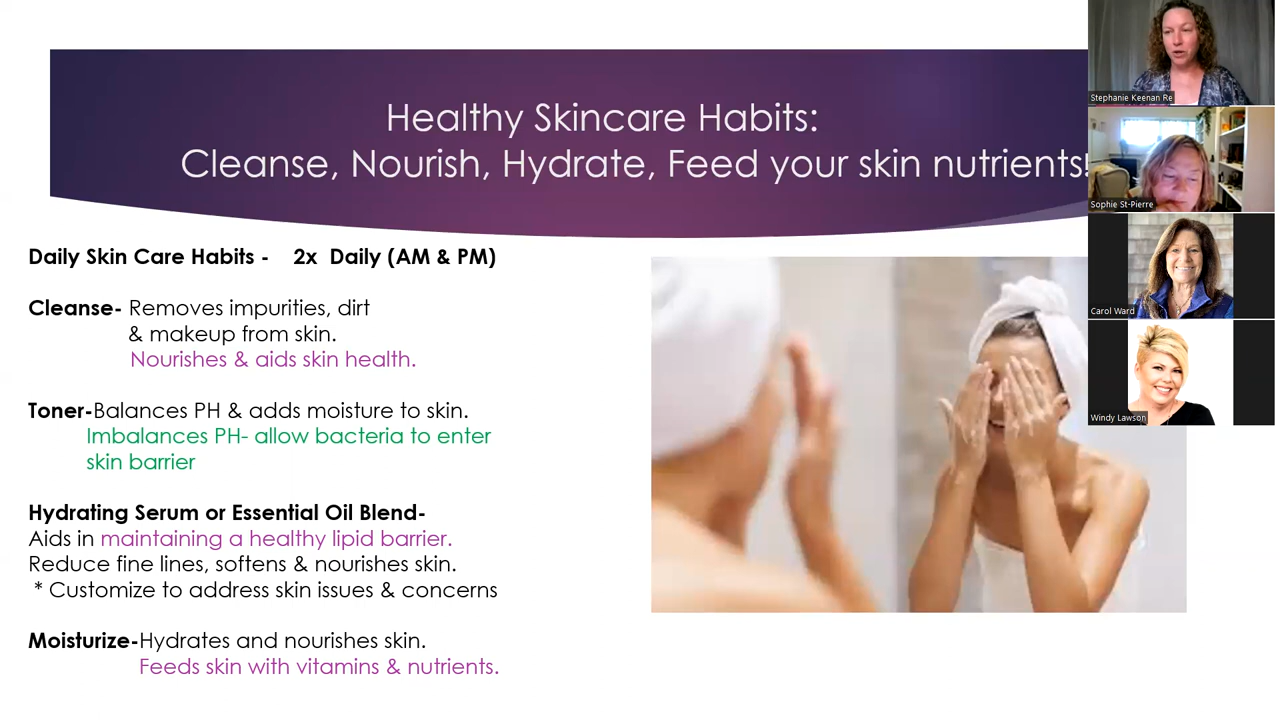 Healthy Skincare Habits:
Cleanse, Nourish, Hydrate, Feed your skin nutrients!
Daily Skin Care Habits - 2x Daily (AM & PM)
Cleanse- Removes impurities, dirt
& makeup from skin.
Nourishes & aids skin health.
Toner-Balances PH & adds moisture to skin.
Imbalances PH- allow bacteria to enter
skin barrier
Hydrating Serum or Essential Oil Blend-
Aids in maintaining a healthy lipid barrier.
Reduce fine lines, softens & nourishes skin.
* Customize to address skin issues & concerns
Moisturize-Hydrates and nourishes skin.
Feeds skin with vitamins & nutrients.
Stephanie Keenan Re
Sophie St-Pierre
Carol Ward
Windy Lawson